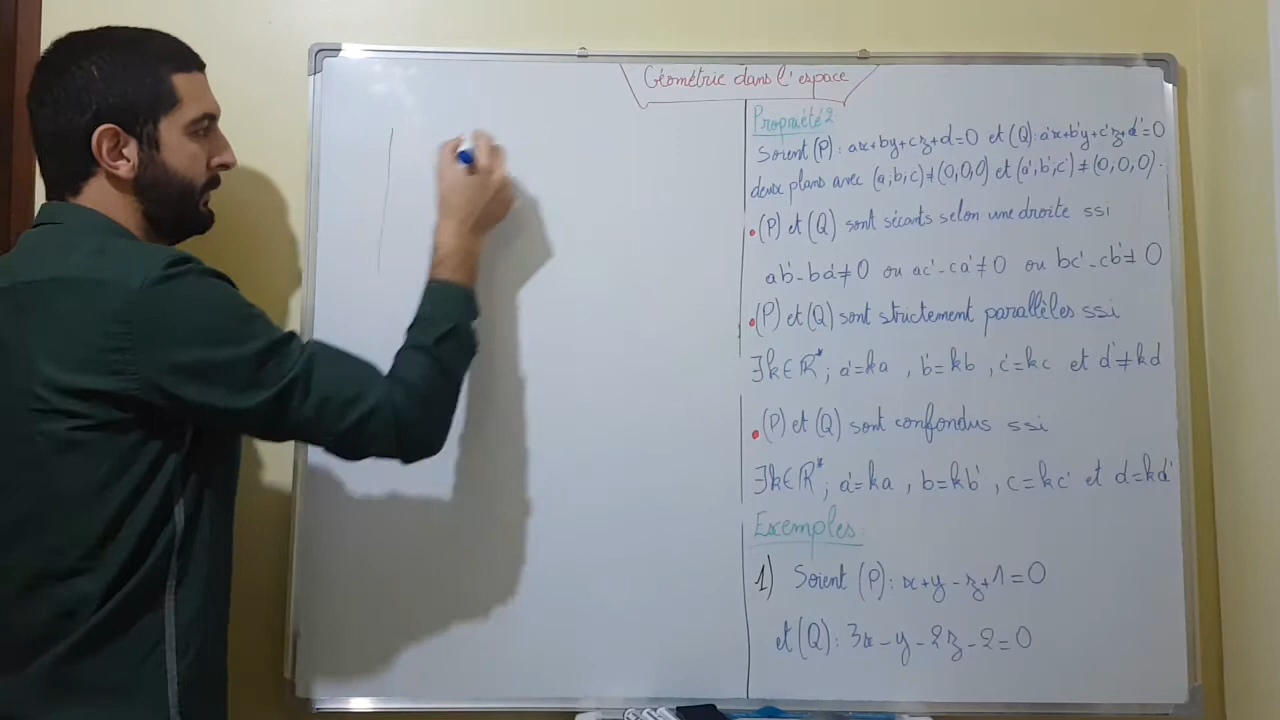 Géométrie dans l'espace
Propriété 2:
Soient (P): ax+by+cz+d=0 et (Q): a'x+b'y+c'z+d'=0
deux plans avec (a,b,c)≠(0,0,0) et (a',b',c')≠(0,0,0).
• (P) et (Q) sont sécants selon une droite ssi
ab'-ba'≠0 ou ac'-ca'≠0 ou bc'-cb'≠0
• (P) et (Q) sont strictement parallèles ssi
∃k∈ℝ*; a'=ka, b'=kb, c'=kc et d'≠kd
• (P) et (Q) sont confondus ssi
∃k∈ℝ*; a'=ka, b=kb', c=kc' et d=kd'
Exemples:
1) Soient (P): x+y-z+1=0
et (Q): 3x-y-2z-2=0